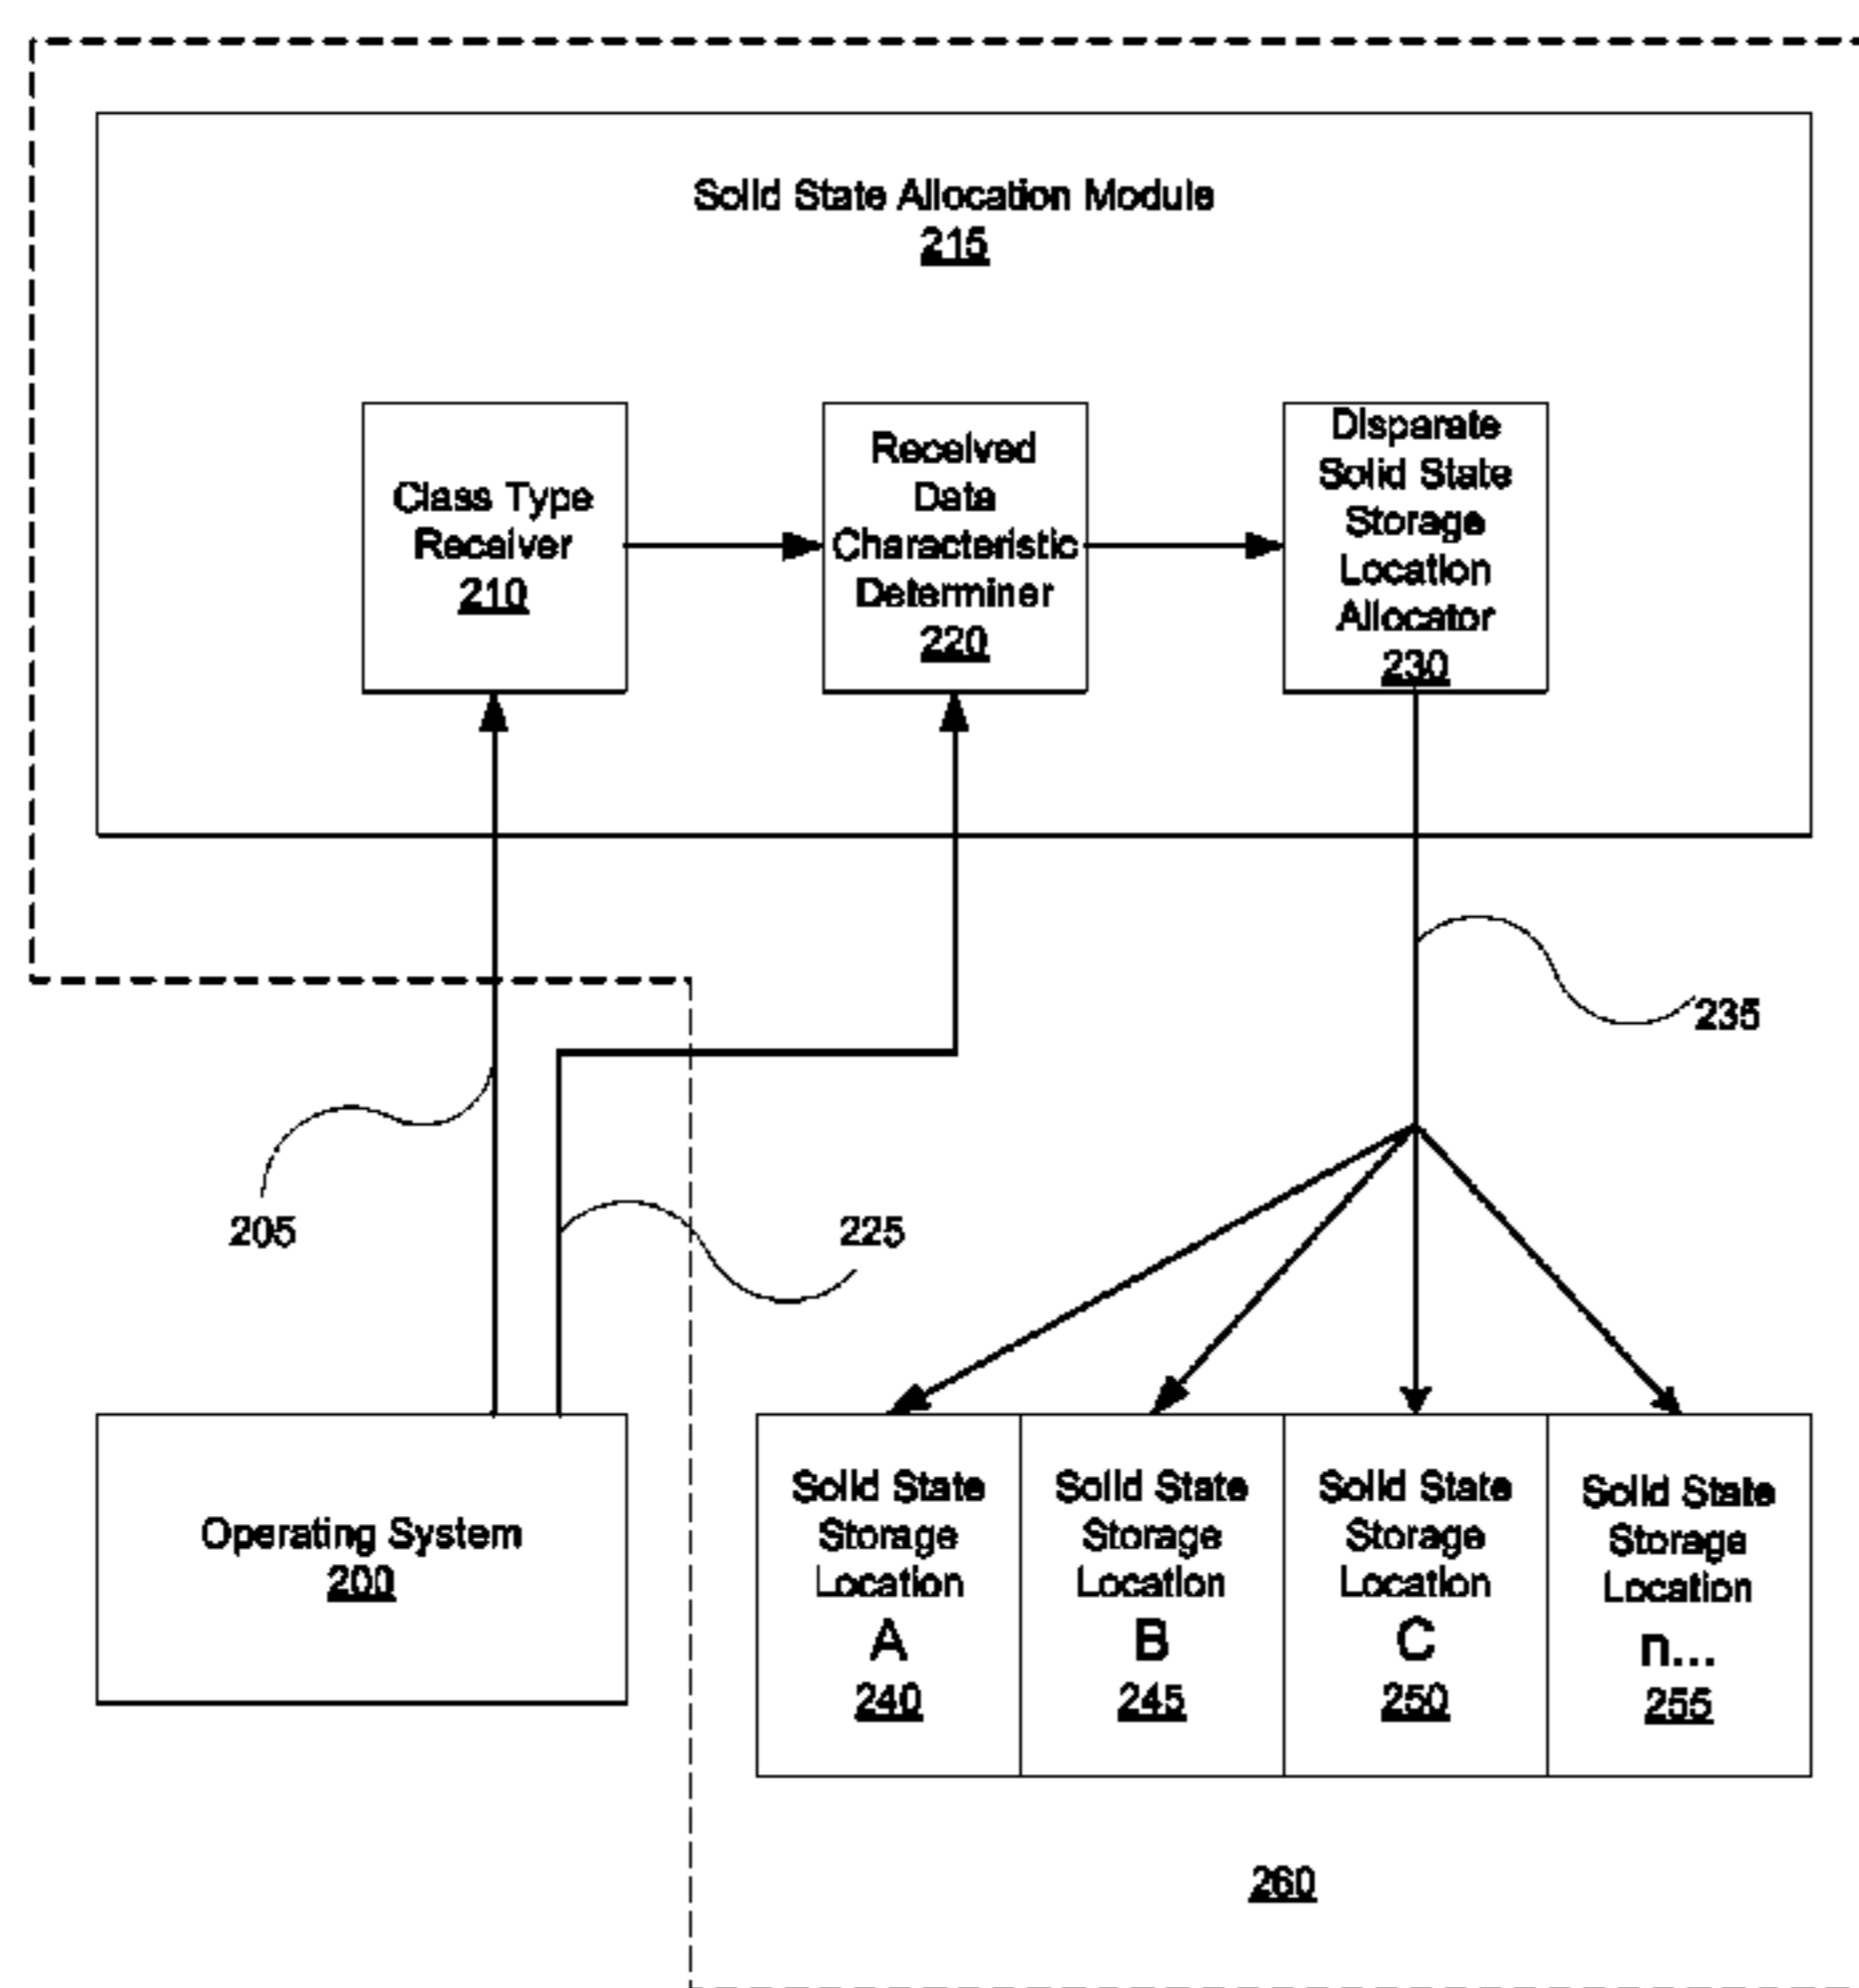 Solid State Allocation Module
215
Class Type
Receiver
210
Received
Data
Characteristic
Determiner
220
Disparate
Solid State
Storage
Location
Allocator
230
235
205
225
Operating System
200
Solid State
Storage
Location
A
240
Solid State
Storage
Location
B
245
Solid State
Storage
Location
C
250
Solid State
Storage
Location
n...
255
260